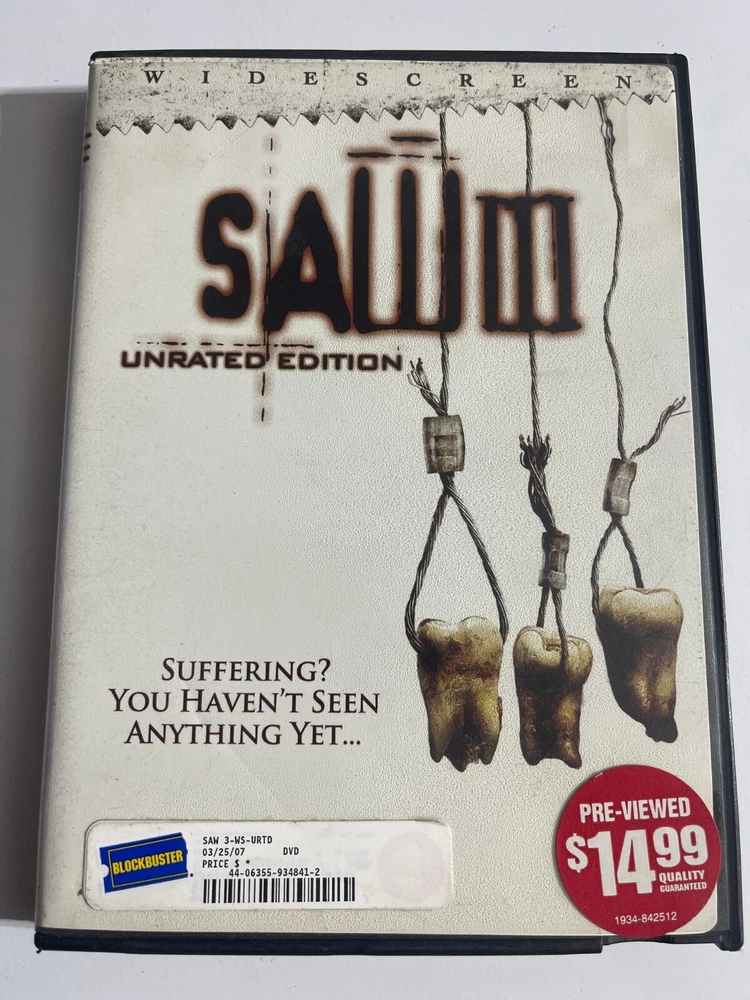 WIDESCREEN
SAW III
UNRATED EDITION
SUFFERING?
YOU HAVEN'T SEEN
ANYTHING YET...
BLOCKBUSTER
SAW 3-WS-URTD
03/25/07 DVD
PRICE $ *
44-06355-934841-2
PRE-VIEWED
$14.99
QUALITY
GUARANTEED
1934-842512